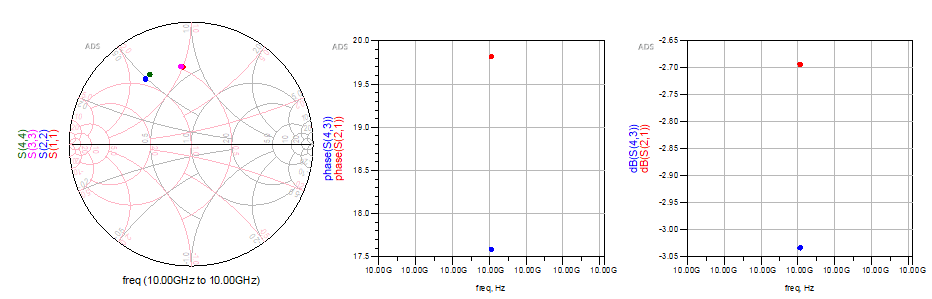 ADS
S(4,4)
S(3,3)
S(2,2)
S(1,1)
freq (10.00GHz to 10.00GHz)
ADS
phase(S(4,3))
phase(S(2,1))
20.0
19.5
19.0
18.5
18.0
17.5
10.00G 10.00G 10.00G 10.00G 10.00G 10.00G 10.00G
freq, Hz
ADS
dB(S(4,3))
dB(S(2,1))
-2.65
-2.70
-2.75
-2.80
-2.85
-2.90
-2.95
-3.00
-3.05
10.00G 10.00G 10.00G 10.00G 10.00G 10.00G 10.00G
freq, Hz